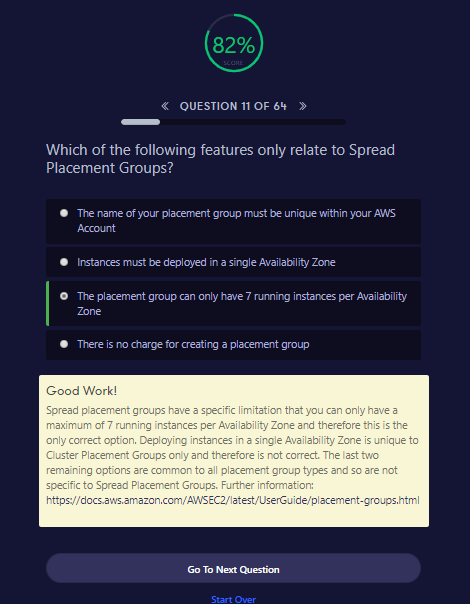 82%
SCORE
« QUESTION 11 OF 64 »
Which of the following features only relate to Spread
Placement Groups?
The name of your placement group must be unique within your AWS
Account
Instances must be deployed in a single Availability Zone
The placement group can only have 7 running instances per Availability
Zone
There is no charge for creating a placement group
Good Work!
Spread placement groups have a specific limitation that you can only have a
maximum of 7 running instances per Availability Zone and therefore this is the
only correct option. Deploying instances in a single Availability Zone is unique to
Cluster Placement Groups only and therefore is not correct. The last two
remaining options are common to all placement group types and so are not
specific to Spread Placement Groups. Further information:
https://docs.aws.amazon.com/AWSEC2/latest/UserGuide/placement-groups.html
Go To Next Question
Start Over